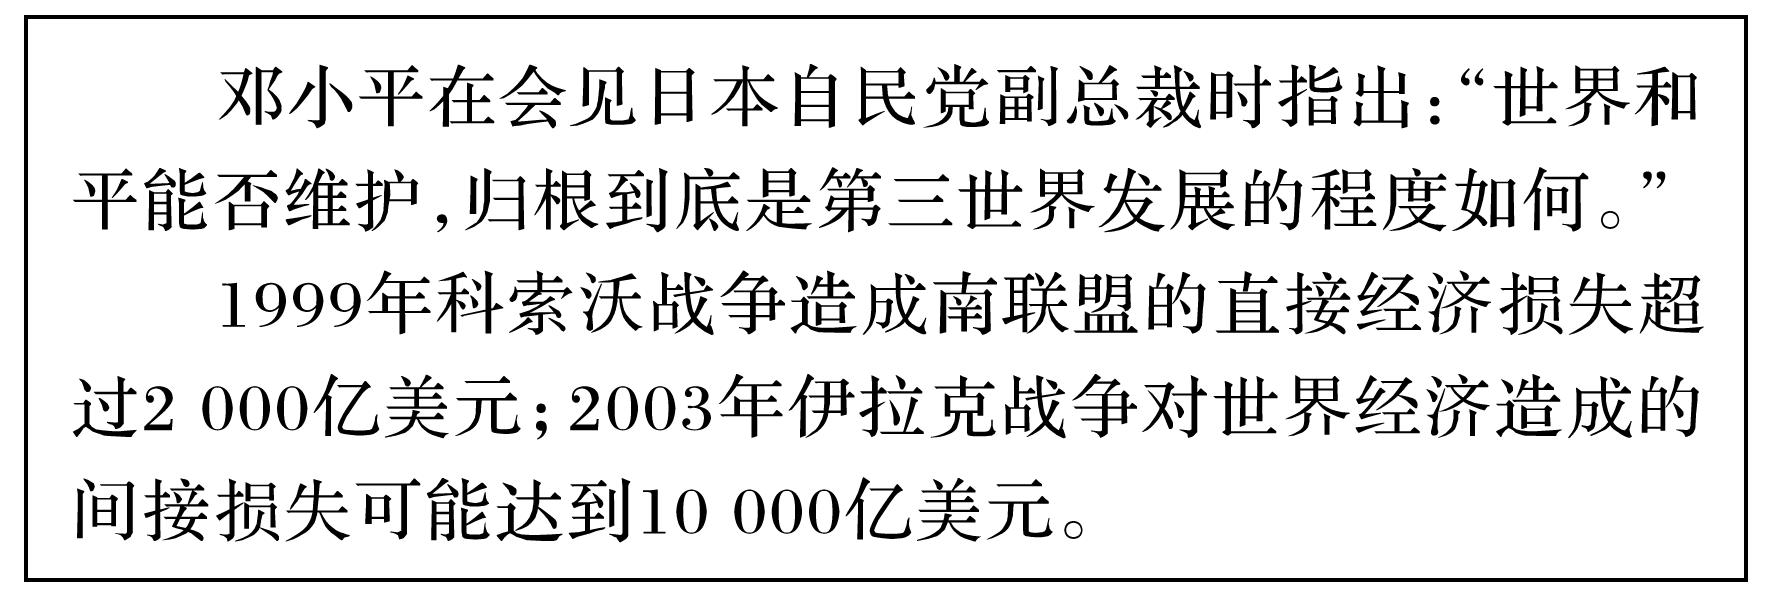 邓小平在会见日本自民党副总裁时指出:“世界和
平能否维护,归根到底是第三世界发展的程度如何。”
1999年科索沃战争造成南联盟的直接经济损失超
过2 000亿美元;2003年伊拉克战争对世界经济造成的
间接损失可能达到10 000亿美元。